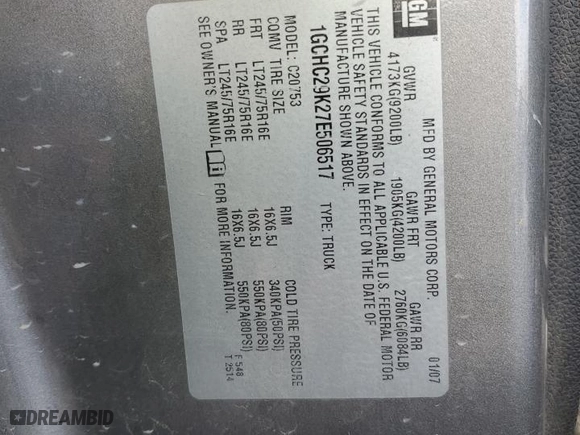 GM
MFD BY GENERAL MOTORS CORP. 01/07
GVWR GAWR FRT GAWR RR
4173KG(9200LB) 1905KG(4200LB) 2760KG(6084LB)
THIS VEHICLE CONFORMS TO ALL APPLICABLE U.S. FEDERAL MOTOR
VEHICLE SAFETY STANDARDS IN EFFECT ON THE DATE OF
MANUFACTURE SHOWN ABOVE.
1GCHC29K27E506517 TYPE: TRUCK
MODEL: C20753
CQMV TIRE SIZE RIM COLD TIRE PRESSURE
FRT LT245/75R16E 16X6.5J 340KPA(50PSI)
RR LT245/75R16E 16X6.5J 550KPA(80PSI)
SPA LT245/75R16E 16X6.5J 550KPA(80PSI)
SEE OWNER'S MANUAL FOR MORE INFORMATION.
F 548
T 2514
DREAMBID